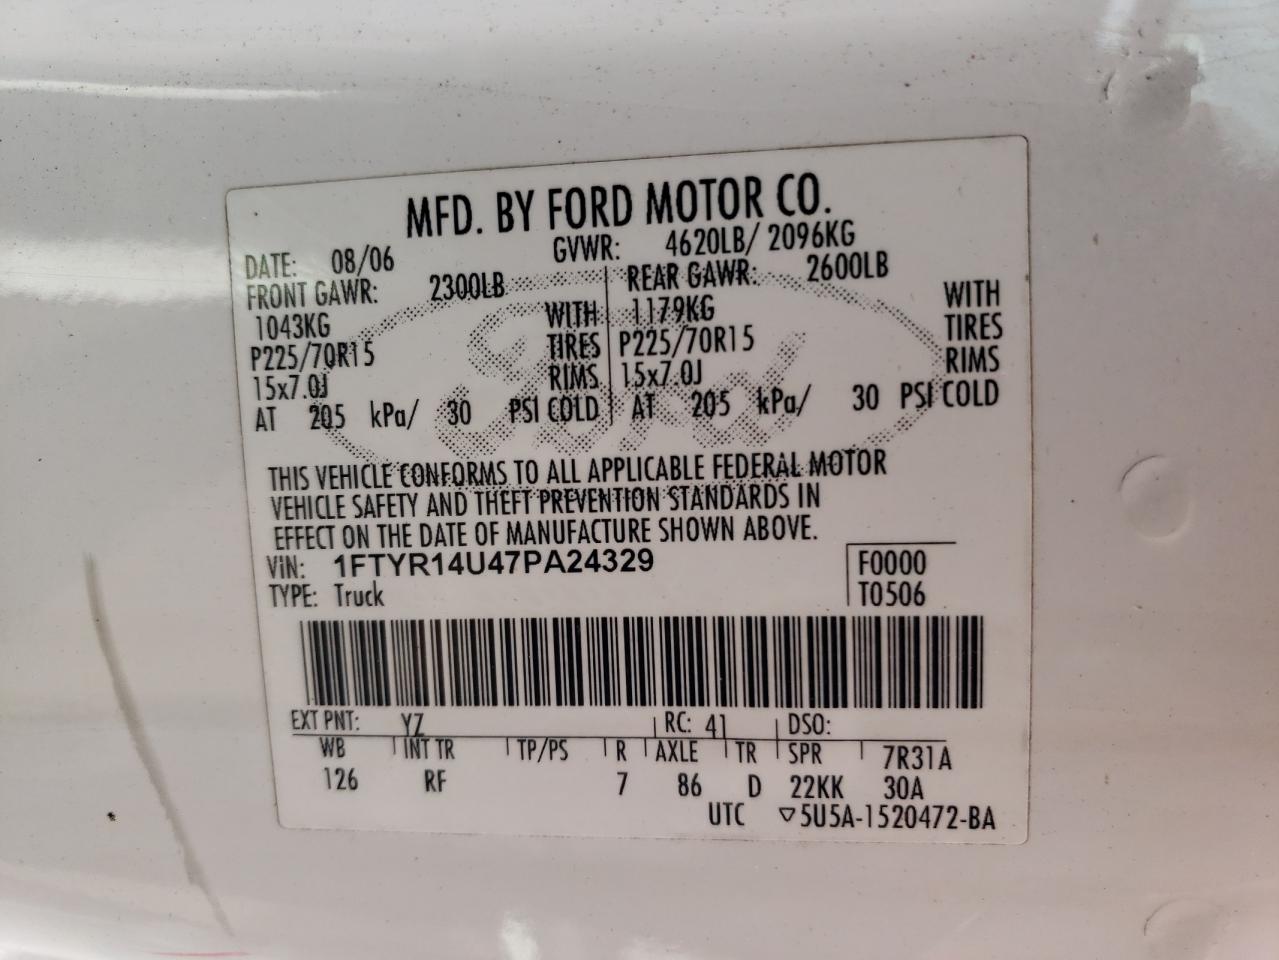 MFD. BY FORD MOTOR CO.
DATE: 08/06 GVWR: 4620LB/ 2096KG
FRONT GAWR: 2300LB REAR GAWR: 2600LB
1043KG WITH 1179KG WITH
P225/70R15 TIRES P225/70R15 TIRES
15x7.0J RIMS 15x7.0J RIMS
AT 205 kPa/ 30 PSI COLD AT 205 kPa/ 30 PSI COLD
Ford
THIS VEHICLE CONFORMS TO ALL APPLICABLE FEDERAL MOTOR
VEHICLE SAFETY AND THEFT PREVENTION STANDARDS IN
EFFECT ON THE DATE OF MANUFACTURE SHOWN ABOVE.
VIN: 1FTYR14U47PA24329 F0000
TYPE: Truck T0506
EXT PNT: YZ RC: 41 DSO:
WB INT TR TP/PS R AXLE TR SPR 7R31A
126 RF 7 86 D 22KK 30A
UTC ▽5U5A-1520472-BA